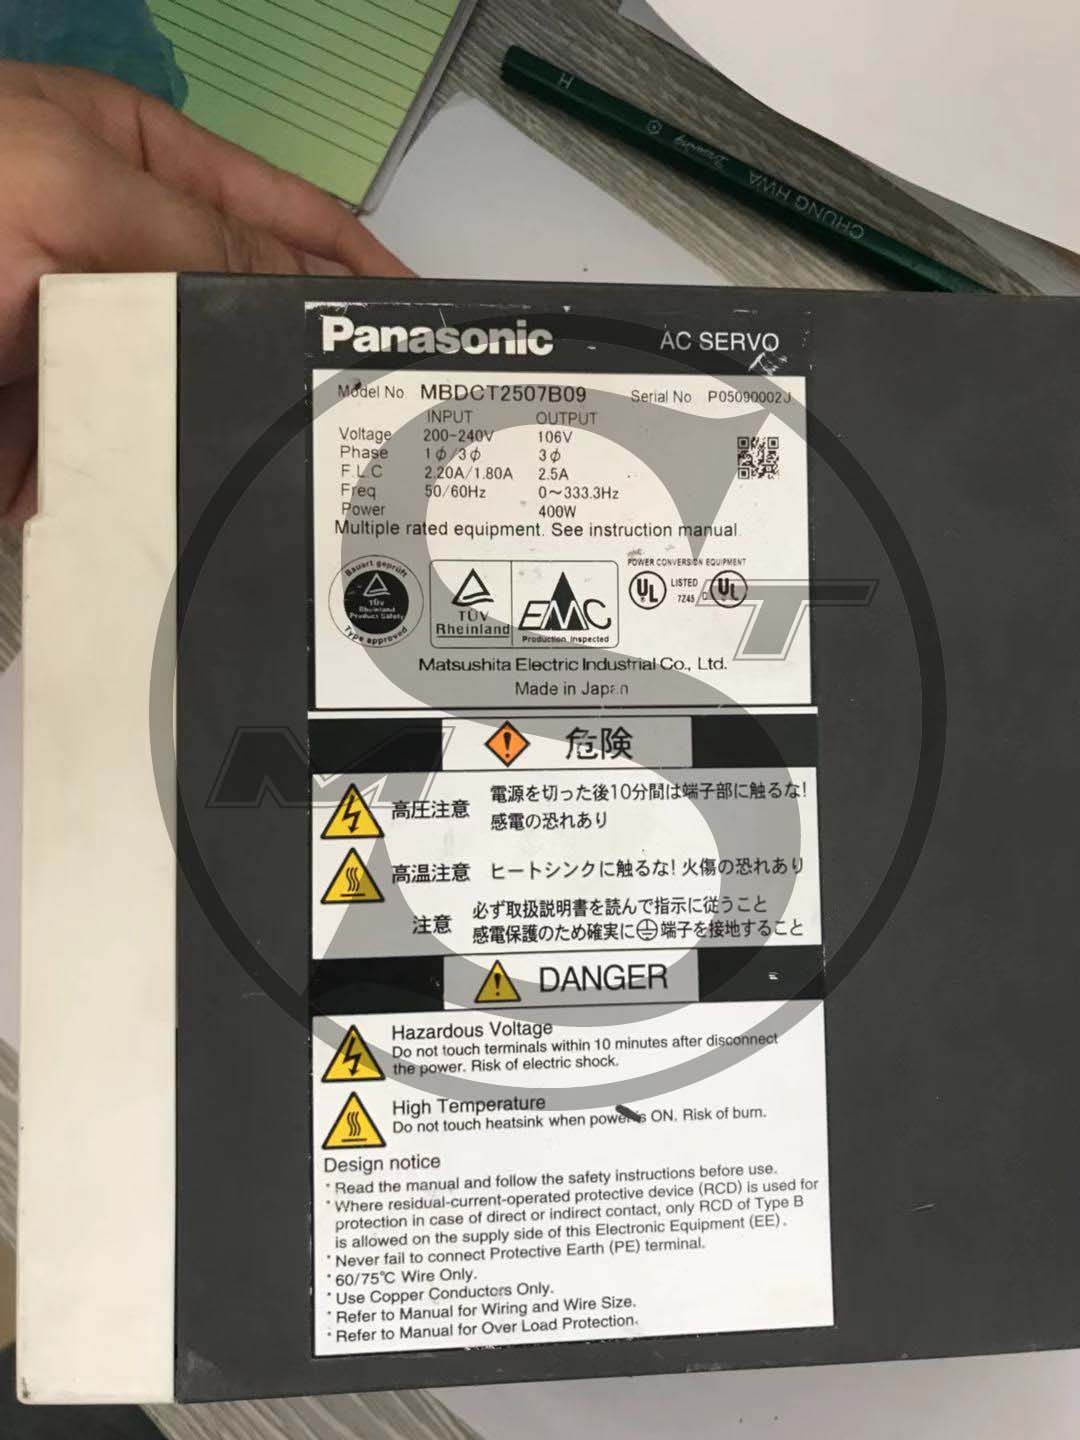 H
Drawing
CHUNG HWA
Panasonic AC SERVO
Model No. MBDCT2507B09 Serial No. P05090002J
INPUT OUTPUT
Voltage 200-240V 106V
Phase 1φ/3φ 3φ
F.L.C 2.20A/1.80A 2.5A
Freq. 50/60Hz 0～333.3Hz
Power 400W
Multiple rated equipment. See instruction manual.
Bauart geprüft
TÜV
Rheinland
Product Safety
Type approved
TÜV
Rheinland
EMC
Production Inspected
POWER CONVERSION EQUIPMENT
UL LISTED UL
7Z45
Matsushita Electric Industrial Co., Ltd.
Made in Japan
危険
高圧注意 電源を切った後10分間は端子部に触るな!
感電の恐れあり
高温注意 ヒートシンクに触るな! 火傷の恐れあり
注意 必ず取扱説明書を読んで指示に従うこと
感電保護のため確実に⏚端子を接地すること
DANGER
Hazardous Voltage
Do not touch terminals within 10 minutes after disconnect
the power. Risk of electric shock.
High Temperature
Do not touch heatsink when power is ON. Risk of burn.
Design notice
* Read the manual and follow the safety instructions before use.
* Where residual-current-operated protective device (RCD) is used for
protection in case of direct or indirect contact, only RCD of Type B
is allowed on the supply side of this Electronic Equipment (EE).
* Never fail to connect Protective Earth (PE) terminal.
* 60/75℃ Wire Only.
* Use Copper Conductors Only.
* Refer to Manual for Wiring and Wire Size.
* Refer to Manual for Over Load Protection.
MST